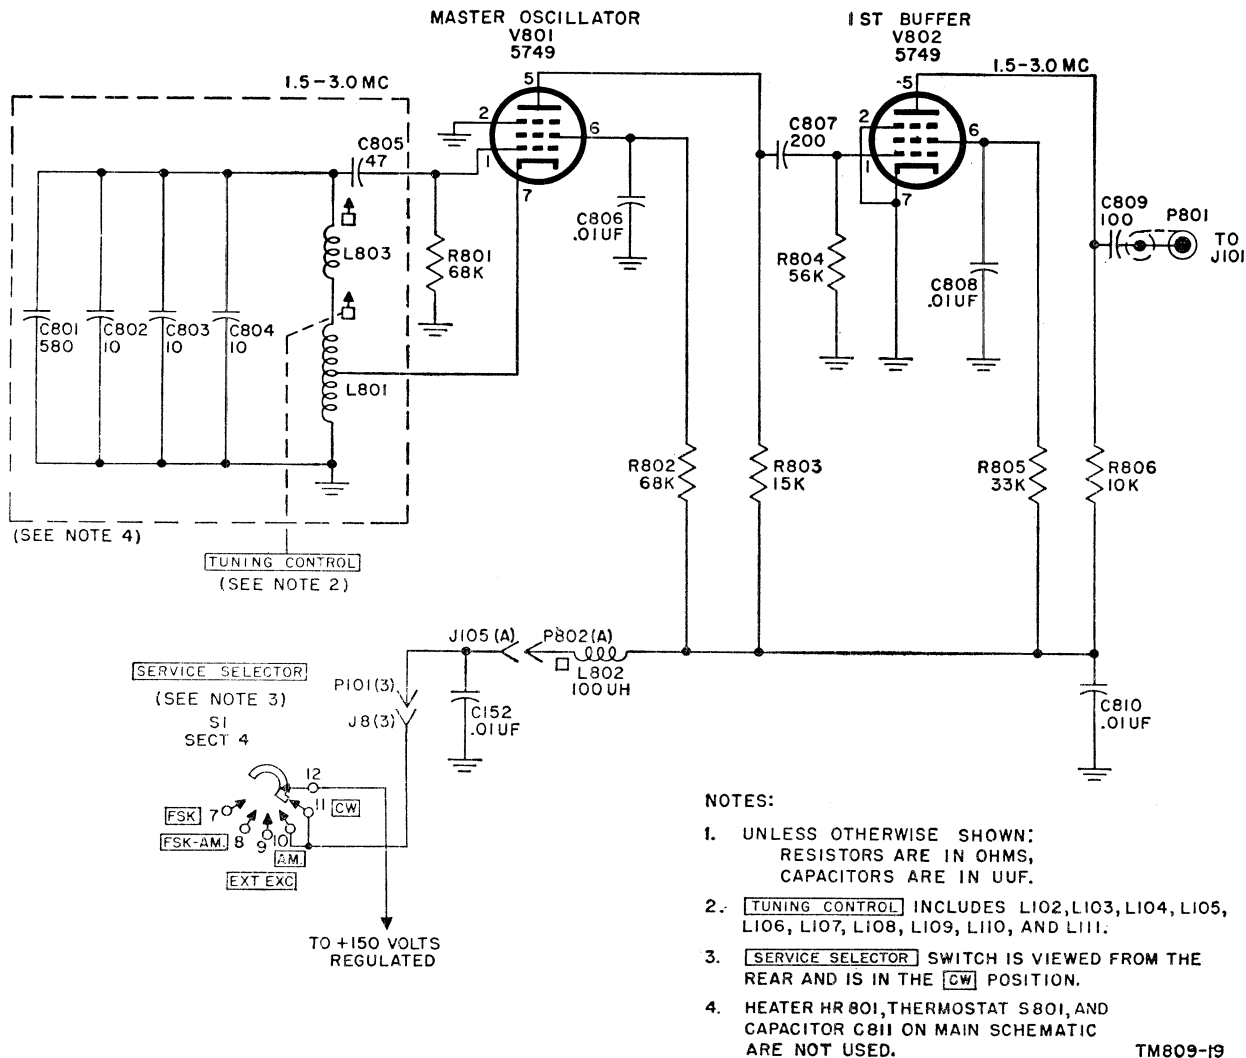 MASTER OSCILLATOR
V801
5749
1ST BUFFER
V802
5749
1.5-3.0 MC
1.5-3.0 MC
5
2
6
1
7
5
2
6
1
7
C805
47
C807
200
C806
.01UF
R801
68K
L803
R804
56K
C808
.01UF
C809
100
P801
TO
J101
C801
580
C802
10
C803
10
C804
10
L801
R802
68K
R803
15K
R805
33K
R806
10K
(SEE NOTE 4)
TUNING CONTROL
(SEE NOTE 2)
J105(A)
P802(A)
L802
100UH
SERVICE SELECTOR
(SEE NOTE 3)
S1
SECT 4
P101(3)
J8(3)
C152
.01UF
C810
.01UF
12
11 CW
FSK 7
FSK-AM. 8
9
10
AM.
EXT EXC
TO +150 VOLTS
REGULATED
NOTES:
1. UNLESS OTHERWISE SHOWN:
RESISTORS ARE IN OHMS,
CAPACITORS ARE IN UUF.
2. TUNING CONTROL INCLUDES L102,L103,L104,L105,
L106, L107, L108, L109, L110, AND L111.
3. SERVICE SELECTOR SWITCH IS VIEWED FROM THE
REAR AND IS IN THE CW POSITION.
4. HEATER HR 801, THERMOSTAT S801, AND
CAPACITOR C811 ON MAIN SCHEMATIC
ARE NOT USED.
TM809-19